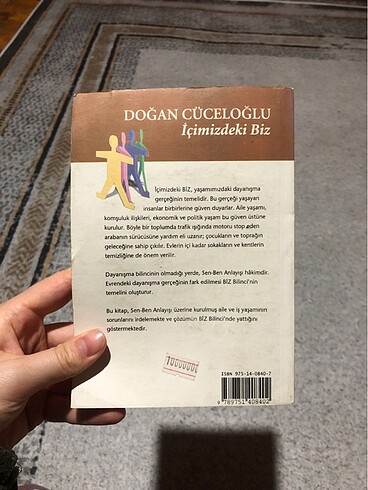 DOĞAN CÜCELOĞLU
İçimizdeki Biz
İçimizdeki BİZ, yaşamımızdaki dayanışma
gerçeğinin temelidir. Bu gerçeği yaşayan
insanlar birbirlerine güven duyarlar. Aile yaşamı,
komşuluk ilişkileri, ekonomik ve politik yaşam bu güven üstüne
kurulur. Böyle bir toplumda trafik ışığında motoru stop eden
arabanın sürücüsüne yardım eli uzanır; çocukların ve toprağın
geleceğine sahip çıkılır. Evlerin içi kadar sokakların ve kentlerin
temizliğine de önem verilir.
Dayanışma bilincinin olmadığı yerde, Sen-Ben Anlayışı hâkimdir.
Evrendeki dayanışma gerçeğinin fark edilmesi BİZ Bilinci'nin
temelini oluşturur.
Bu kitap, Sen-Ben Anlayışı üzerine kurulmuş aile ve iş yaşamının
sorunlarını irdelemekte ve çözümün BİZ Bilinci'nde yattığını
göstermektedir.
10000000
ISBN 975-14-0840-7
9 789751 408402